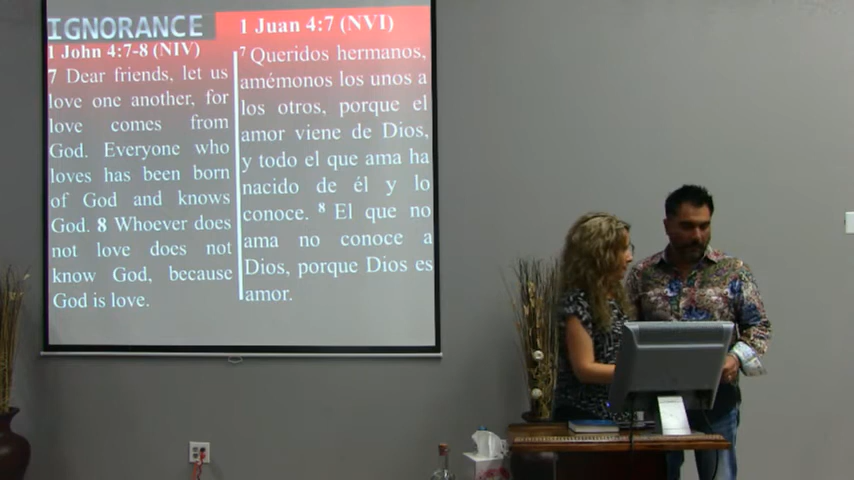 IGNORANCE
1 John 4:7-8 (NIV)
7 Dear friends, let us
love one another, for
love comes from
God. Everyone who
loves has been born
of God and knows
God. 8 Whoever does
not love does not
know God, because
God is love.
1 Juan 4:7 (NVI)
7 Queridos hermanos,
amémonos los unos a
los otros, porque el
amor viene de Dios,
y todo el que ama ha
nacido de él y lo
conoce. 8 El que no
ama no conoce a
Dios, porque Dios es
amor.